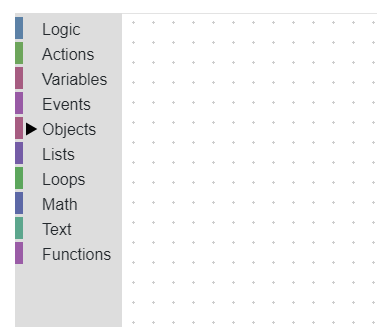 Logic
Actions
Variables
Events
Objects
Lists
Loops
Math
Text
Functions